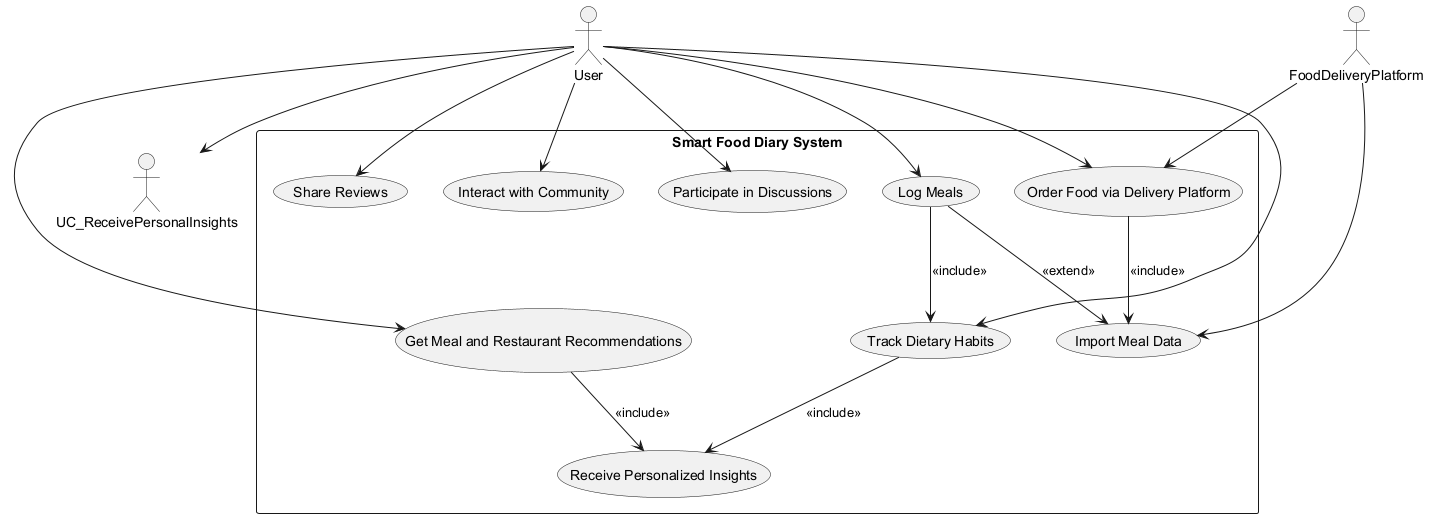 User
FoodDeliveryPlatform
Smart Food Diary System
UC_ReceivePersonalInsights
Share Reviews
Interact with Community
Participate in Discussions
Log Meals
Order Food via Delivery Platform
«include»
«extend»
«include»
Get Meal and Restaurant Recommendations
Track Dietary Habits
Import Meal Data
«include»
«include»
Receive Personalized Insights